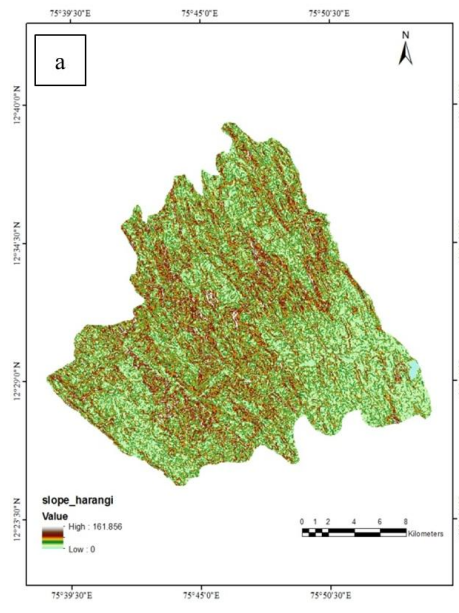 75°39'30"E 75°45'0"E 75°50'30"E
a
N
12°40'0"N
12°34'30"N
12°29'0"N
12°23'30"N
slope_harangi
Value
High : 161.856
Low : 0
0 1 2 4 6 8
Kilometers
75°39'30"E 75°45'0"E 75°50'30"E